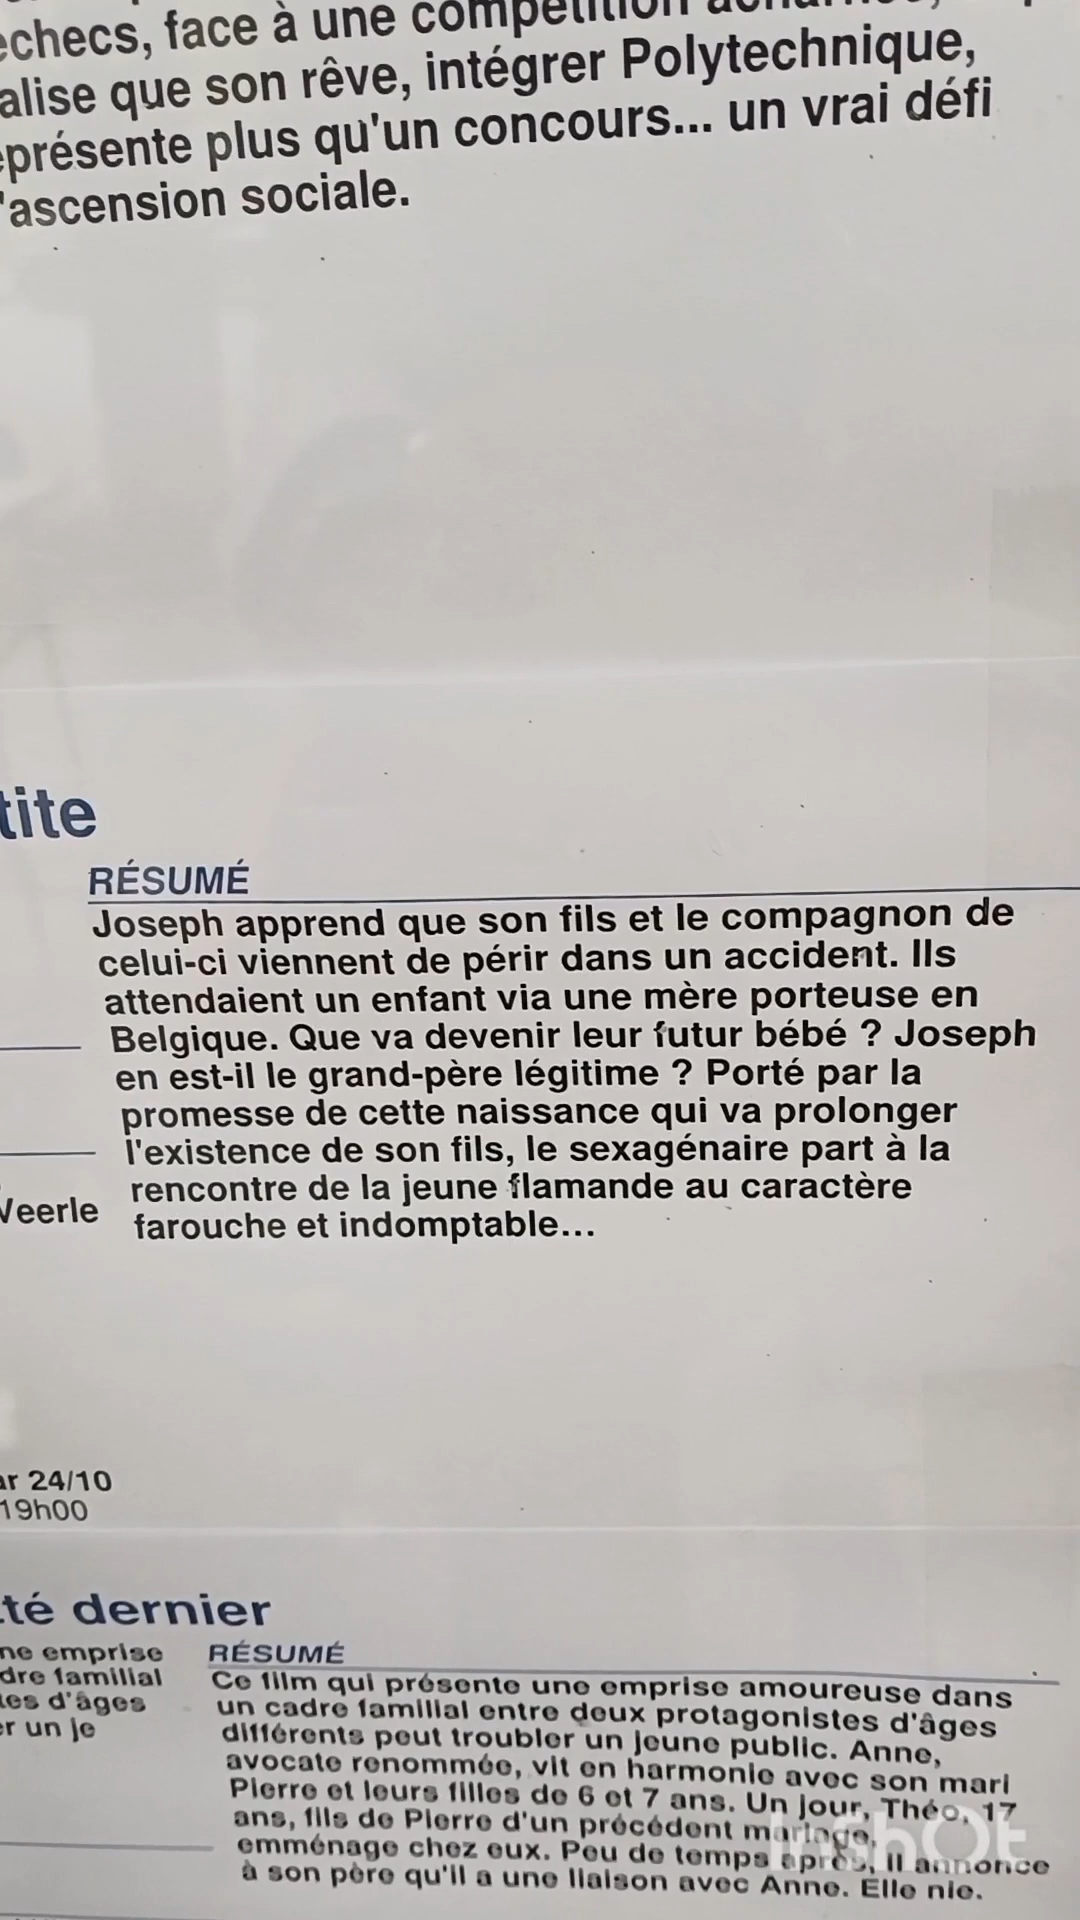 échecs, face à une compétition
alise que son rêve, intégrer Polytechnique,
eprésente plus qu'un concours... un vrai défi
d'ascension sociale.
tite
RÉSUMÉ
Joseph apprend que son fils et le compagnon de
celui-ci viennent de périr dans un accident. Ils
attendaient un enfant via une mère porteuse en
Belgique. Que va devenir leur futur bébé ? Joseph
en est-il le grand-père légitime ? Porté par la
promesse de cette naissance qui va prolonger
l'existence de son fils, le sexagénaire part à la
rencontre de la jeune flamande au caractère
Veerle
farouche et indomptable...
ar 24/10
19h00
té dernier
ne emprise
dre familial
tes d'âges
er un je
RÉSUMÉ
Ce film qui présente une emprise amoureuse dans
un cadre familial entre deux protagonistes d'âges
différents peut troubler un jeune public. Anne,
avocate renommée, vit en harmonie avec son mari
Pierre et leurs filles de 6 et 7 ans. Un jour, Théo, 17
ans, fils de Pierre d'un précédent mariage,
emménage chez eux. Peu de temps après, il annonce
à son père qu'il a une liaison avec Anne. Elle nie.
InShOt